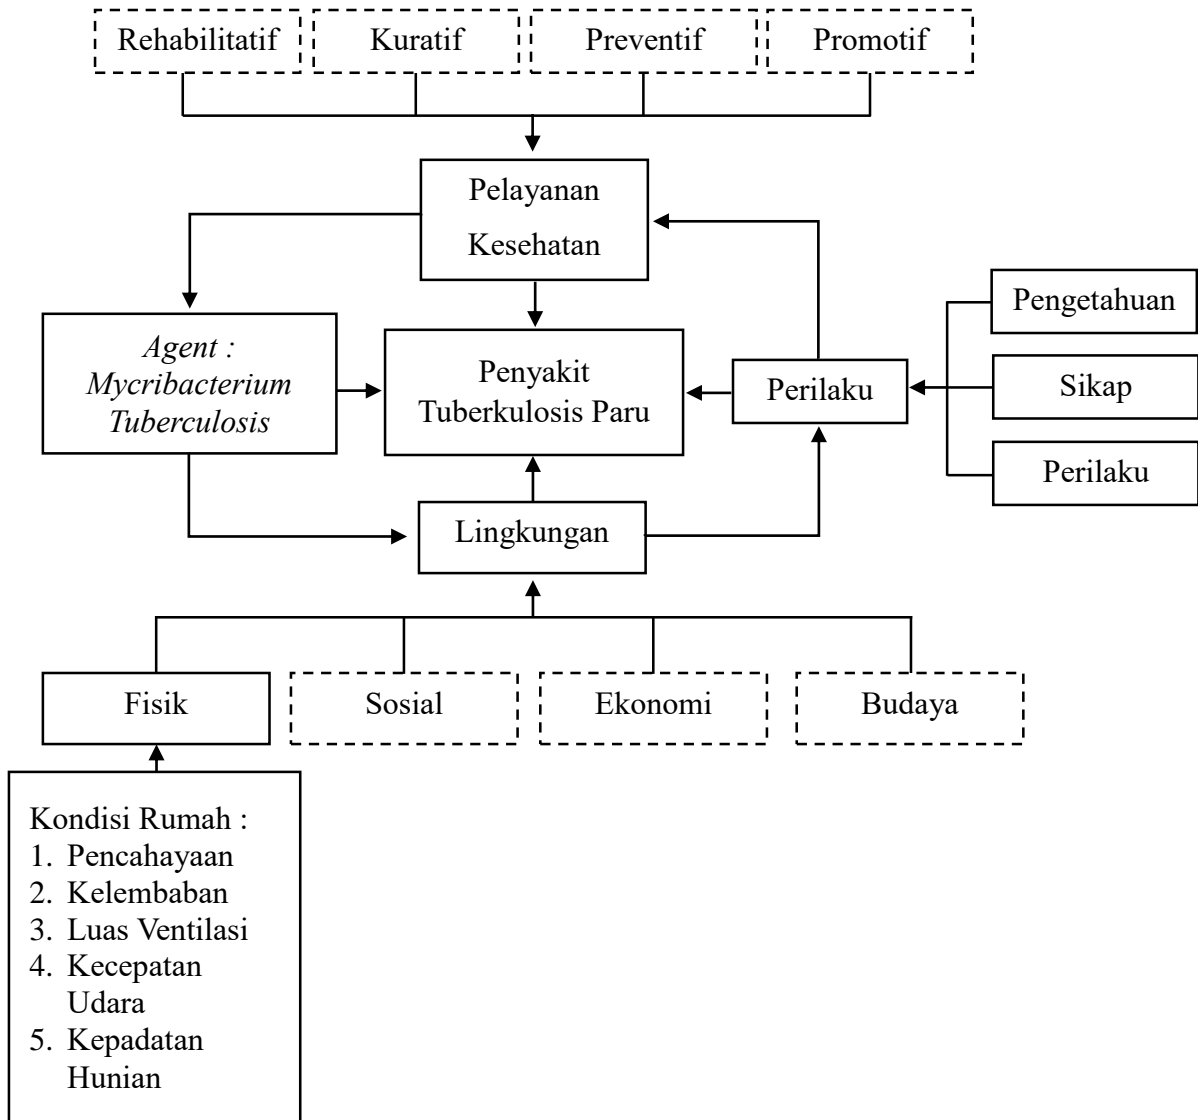 Rehabilitatif
Kuratif
Preventif
Promotif
Pelayanan
Kesehatan
Pengetahuan
Agent :
Mycribacterium
Tuberculosis
Penyakit
Tuberkulosis Paru
Perilaku
Sikap
Perilaku
Lingkungan
Fisik
Sosial
Ekonomi
Budaya
Kondisi Rumah :
1. Pencahayaan
2. Kelembaban
3. Luas Ventilasi
4. Kecepatan
Udara
5. Kepadatan
Hunian